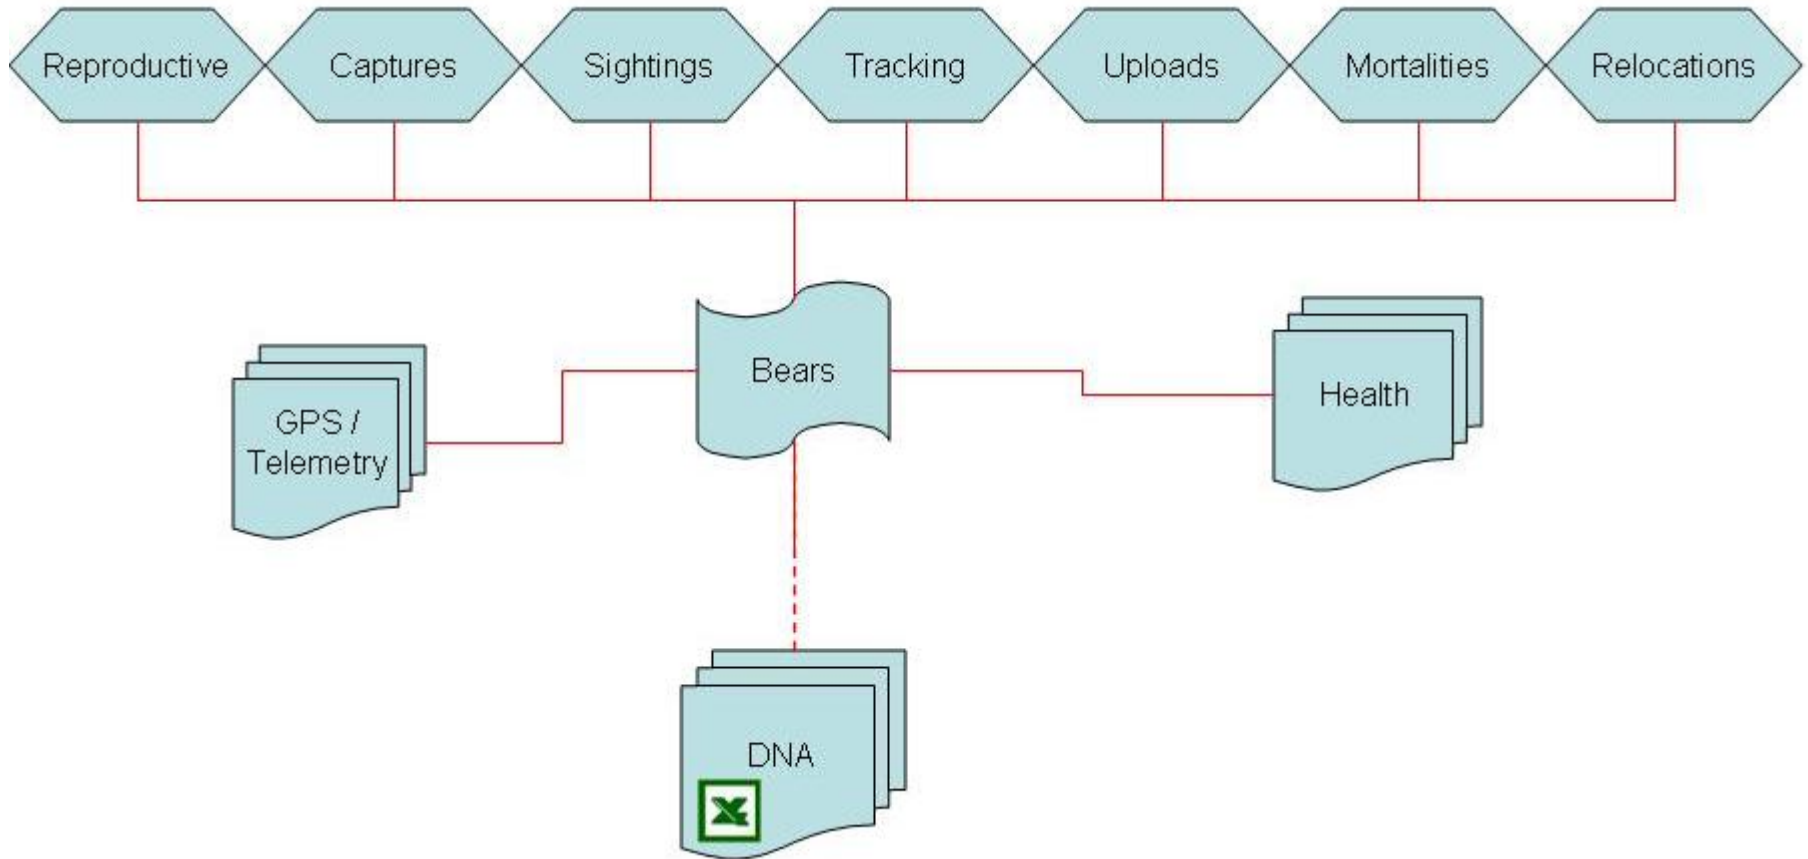 Reproductive
Captures
Sightings
Tracking
Uploads
Mortalities
Relocations
Bears
GPS /
Telemetry
Health
DNA